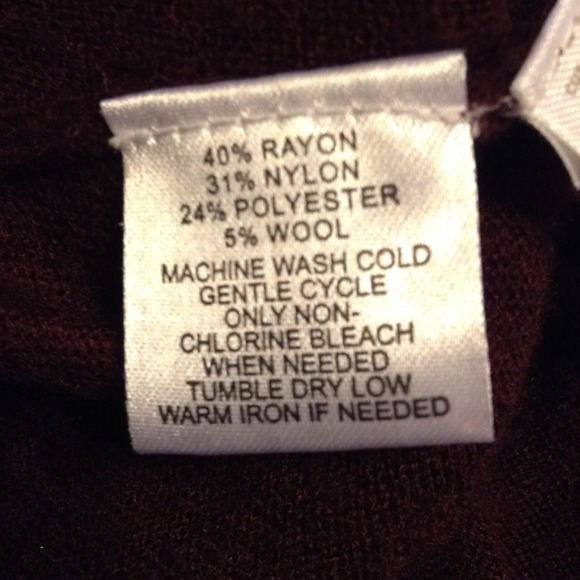 40% RAYON
31% NYLON
24% POLYESTER
5% WOOL
MACHINE WASH COLD
GENTLE CYCLE
ONLY NON-
CHLORINE BLEACH
WHEN NEEDED
TUMBLE DRY LOW
WARM IRON IF NEEDED